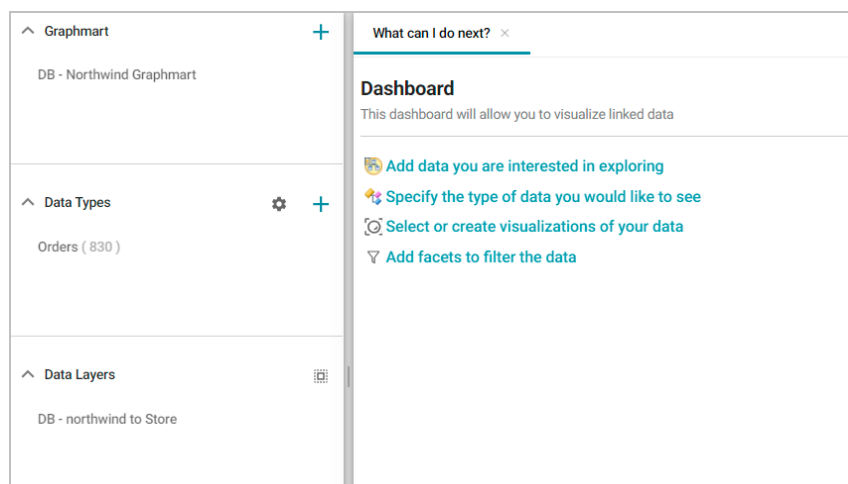 Graphmart
DB - Northwind Graphmart
Data Types
Orders ( 830 )
Data Layers
DB - northwind to Store
What can I do next?
Dashboard
This dashboard will allow you to visualize linked data
Add data you are interested in exploring
Specify the type of data you would like to see
Select or create visualizations of your data
Add facets to filter the data